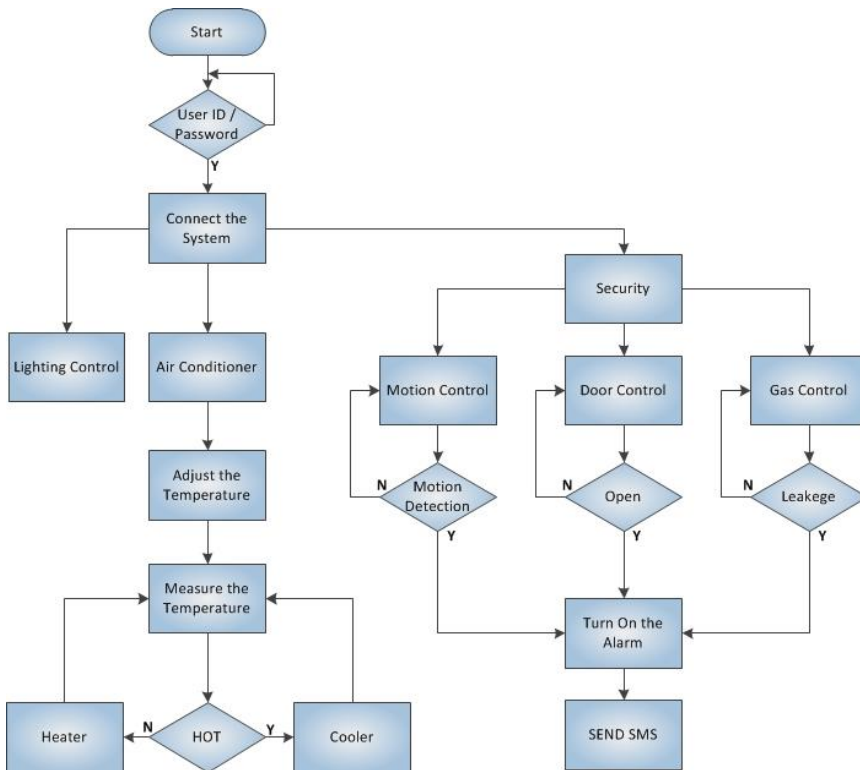 Start
User ID /
Password
Y
Connect the
System
Security
Lighting Control
Air Conditioner
Motion Control
Door Control
Gas Control
Adjust the
Temperature
N
Motion
Detection
Y
N
Open
Y
N
Leakege
Y
Measure the
Temperature
Turn On the
Alarm
Heater
N
HOT
Y
Cooler
SEND SMS